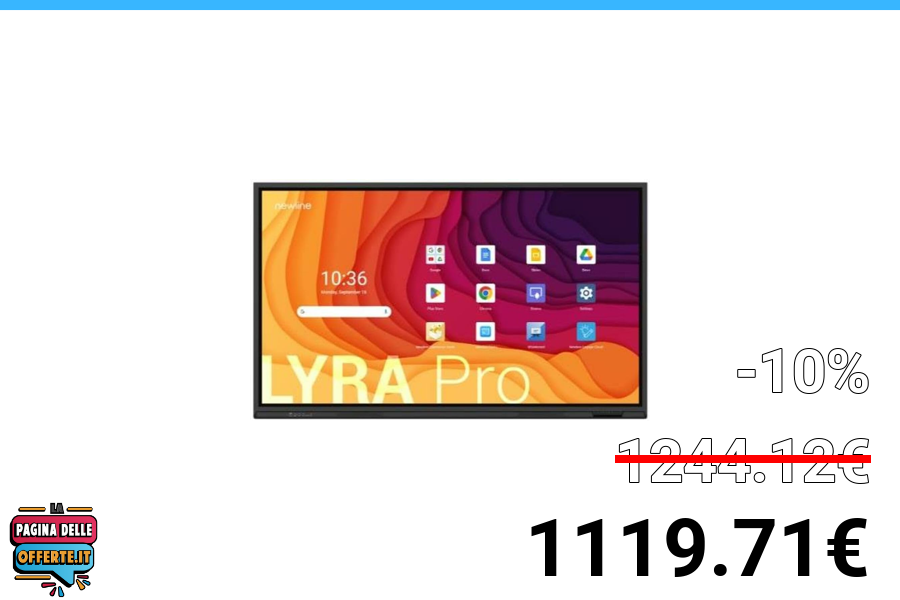 newline
10:36
LYRA Pro
-10%
1244.12€
1119.71€
LA
PAGINA DELLE
OFFERTE.IT